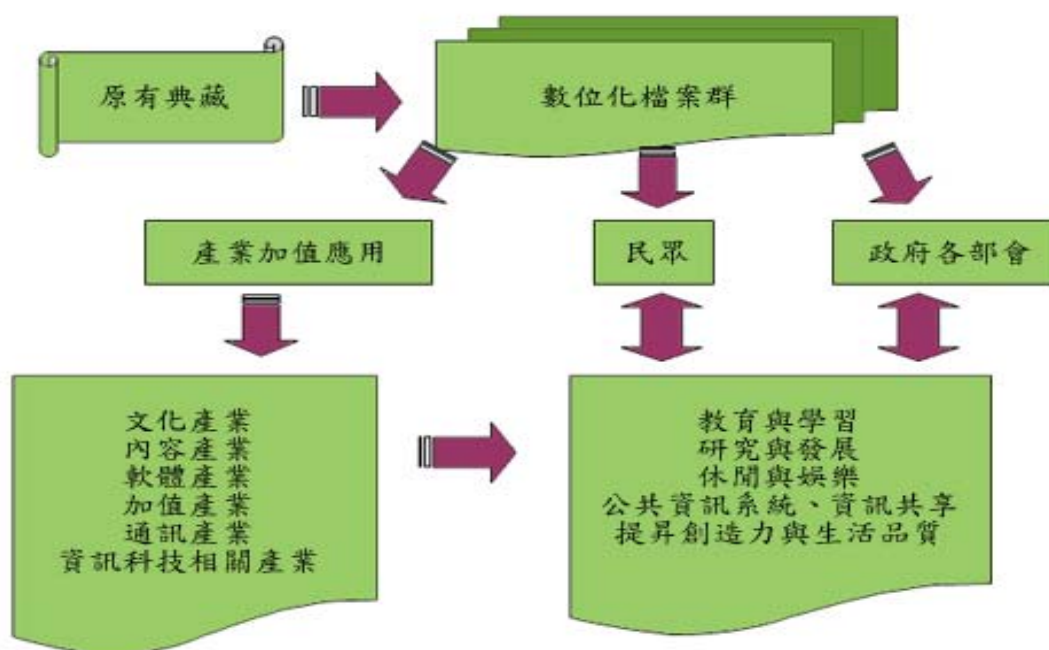 原有典藏
數位化檔案群
產業加值應用
民眾
政府各部會
文化產業
內容產業
軟體產業
加值產業
通訊產業
資訊科技相關產業
教育與學習
研究與發展
休閒與娛樂
公共資訊系統、資訊共享
提昇創造力與生活品質